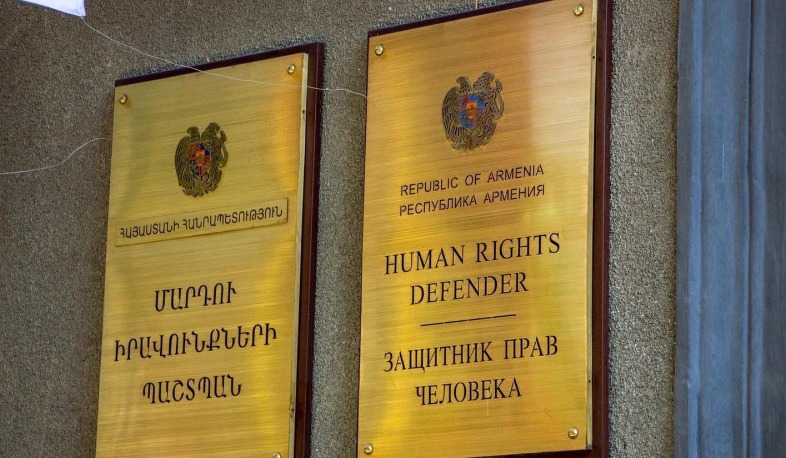 ՀԱՅԱՍՏԱՆԻ ՀԱՆՐԱՊԵՏՈՒԹՅՈՒՆ
ՄԱՐԴՈՒ
ԻՐԱՎՈՒՆՔՆԵՐԻ
ՊԱՇՏՊԱՆ
REPUBLIC OF ARMENIA
РЕСПУБЛИКА АРМЕНИЯ
HUMAN RIGHTS
DEFENDER
ЗАЩИТНИК ПРАВ
ЧЕЛОВЕКА